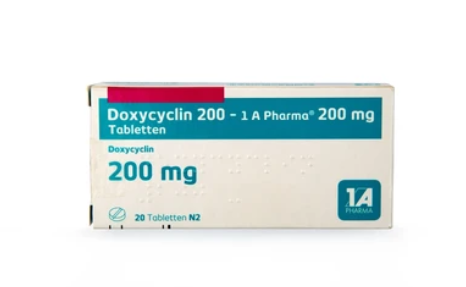 Doxycyclin 200 - 1 A Pharma® 200 mg
Tabletten
Doxycyclin
200 mg
20 Tabletten N2
1A
PHARMA